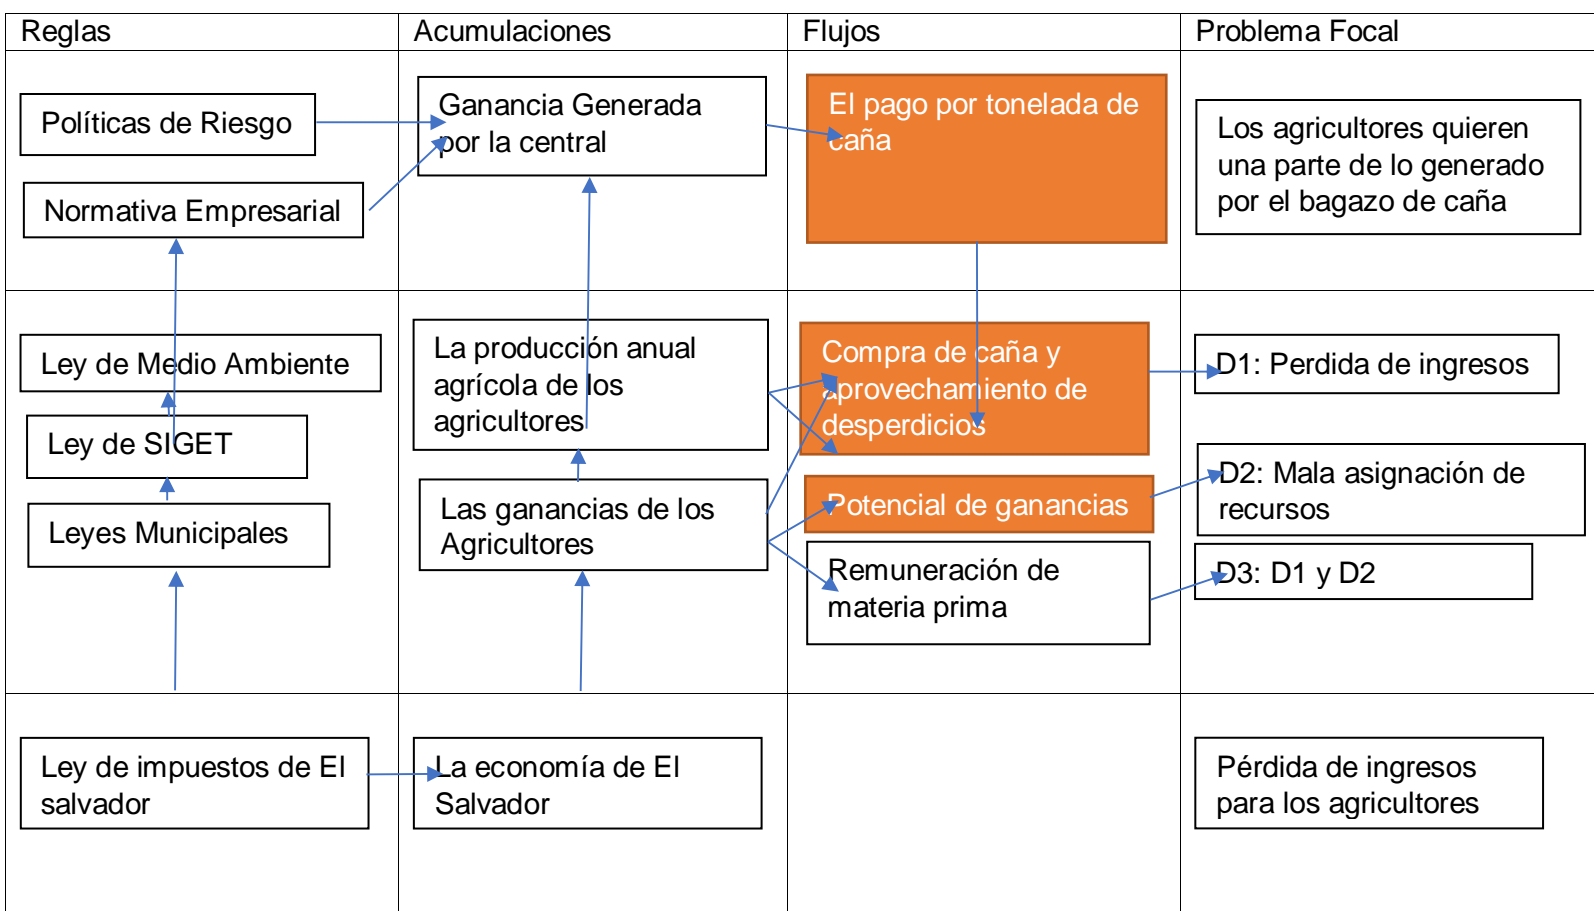 Reglas
Acumulaciones
Flujos
Problema Focal
Políticas de Riesgo
Normativa Empresarial
Ganancia Generada
por la central
El pago por tonelada de
caña
Los agricultores quieren
una parte de lo generado
por el bagazo de caña
Ley de Medio Ambiente
Ley de SIGET
Leyes Municipales
La producción anual
agrícola de los
agricultores
Las ganancias de los
Agricultores
Compra de caña y
aprovechamiento de
desperdicios
Potencial de ganancias
Remuneración de
materia prima
D1: Perdida de ingresos
D2: Mala asignación de
recursos
D3: D1 y D2
Ley de impuestos de El
salvador
La economía de El
Salvador
Pérdida de ingresos
para los agricultores